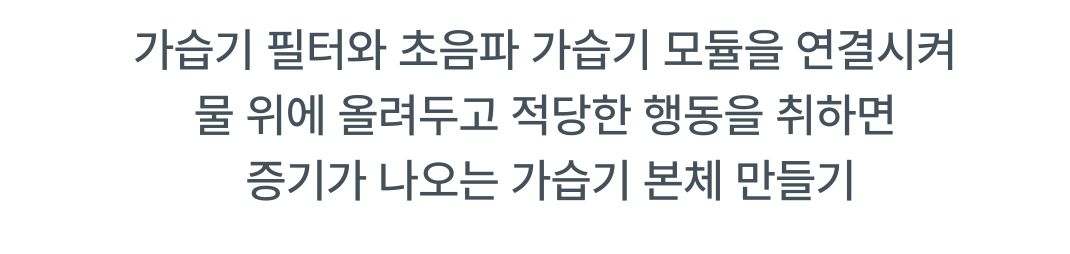 가습기 필터와 초음파 가습기 모듈을 연결시켜
물 위에 올려두고 적당한 행동을 취하면
증기가 나오는 가습기 본체 만들기